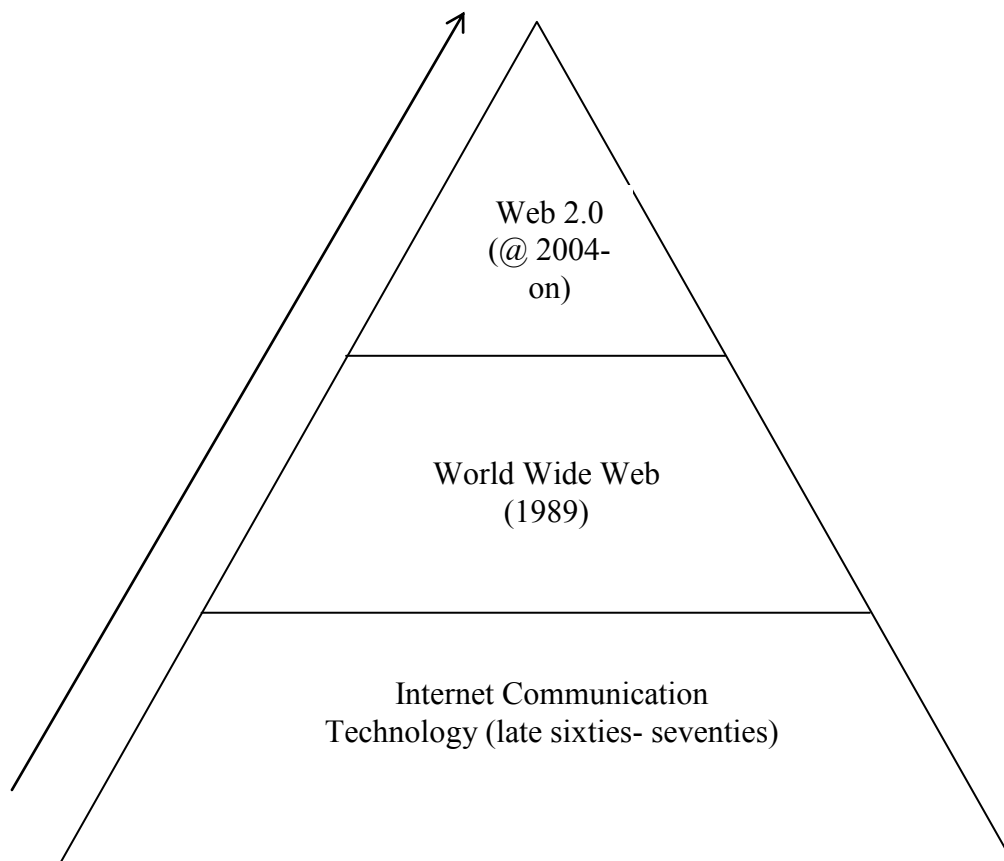 Web 2.0
(@ 2004-
on)
World Wide Web
(1989)
Internet Communication
Technology (late sixties- seventies)